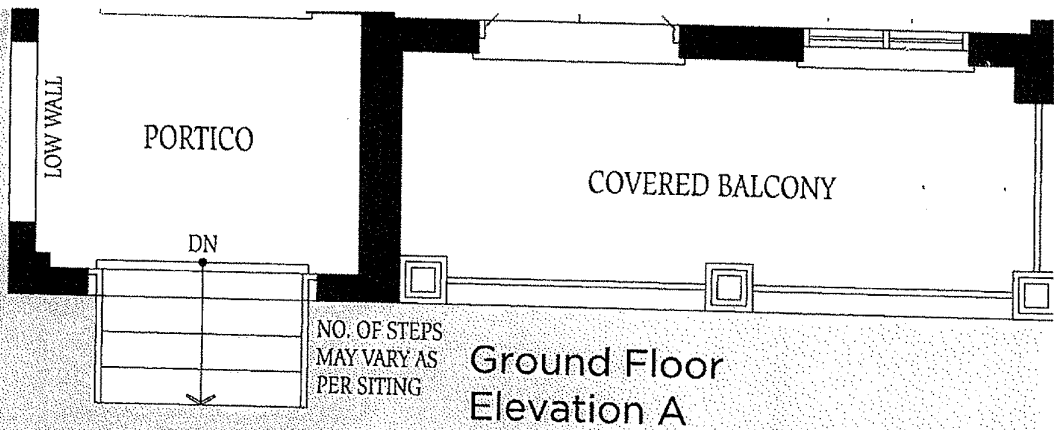 LOW WALL
PORTICO
COVERED BALCONY
DN
NO. OF STEPS
MAY VARY AS
PER SITING
Ground Floor
Elevation A